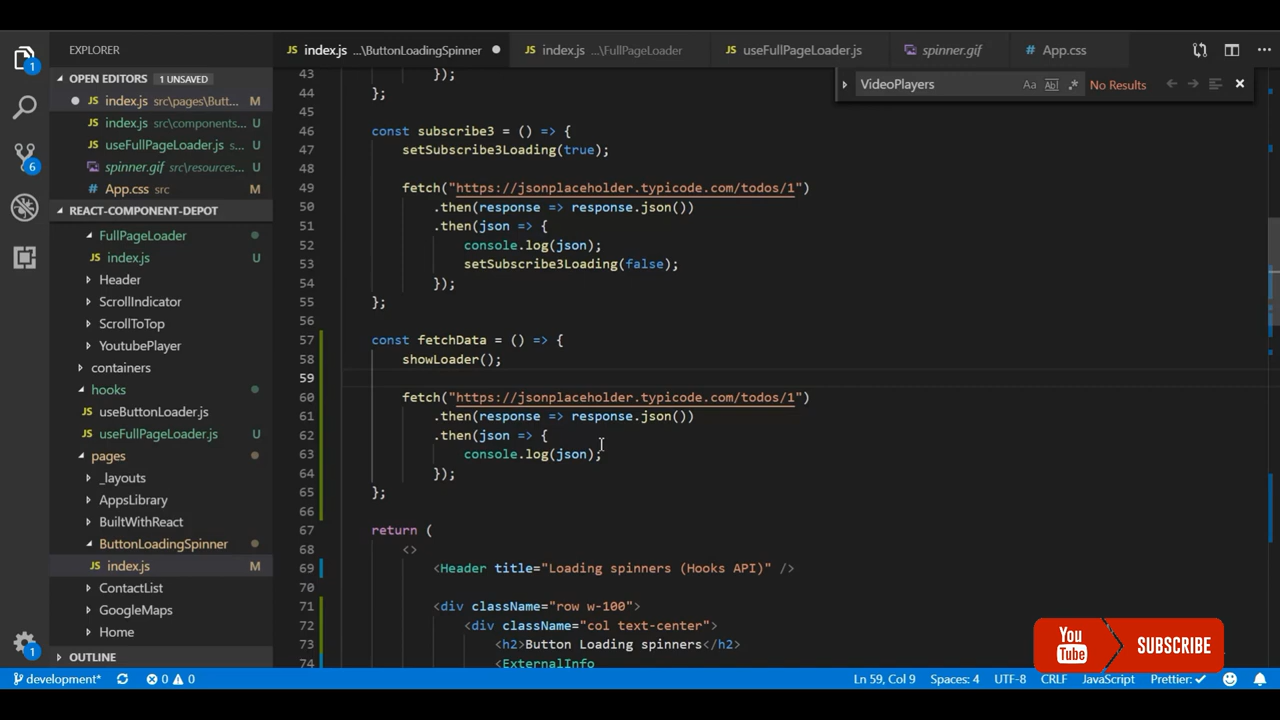 EXPLORER
index.js ...\ButtonLoadingSpinner
index.js ...\FullPageLoader
useFullPageLoader.js
spinner.gif
App.css
VideoPlayers
Aa
Abl
No Results
1
6
1
OPEN EDITORS 1 UNSAVED
JS index.js src\pages\Butt... M
JS index.js src\components... U
JS useFullPageLoader.js s... U
spinner.gif src\resources... U
# App.css src M
REACT-COMPONENT-DEPOT
FullPageLoader
JS index.js U
Header
ScrollIndicator
ScrollToTop
YoutubePlayer
containers
hooks
JS useButtonLoader.js
JS useFullPageLoader.js U
pages
_layouts
AppsLibrary
BuiltWithReact
ButtonLoadingSpinner
JS index.js M
ContactList
GoogleMaps
Home
OUTLINE
43 });
44 };
45
46 const subscribe3 = () => {
47 setSubscribe3Loading(true);
48
49 fetch("https://jsonplaceholder.typicode.com/todos/1")
50 .then(response => response.json())
51 .then(json => {
52 console.log(json);
53 setSubscribe3Loading(false);
54 });
55 };
56
57 const fetchData = () => {
58 showLoader();
59
60 fetch("https://jsonplaceholder.typicode.com/todos/1")
61 .then(response => response.json())
62 .then(json => {
63 console.log(json);
64 });
65 };
66
67 return (
68 <>
69 <Header title="Loading spinners (Hooks API)" />
70
71 <div className="row w-100">
72 <div className="col text-center">
73 <h2>Button Loading spinners</h2>
74 <ExternalInfo
You Tube SUBSCRIBE
development* 0 0 Ln 59, Col 9 Spaces: 4 UTF-8 CRLF JavaScript Prettier: ✓